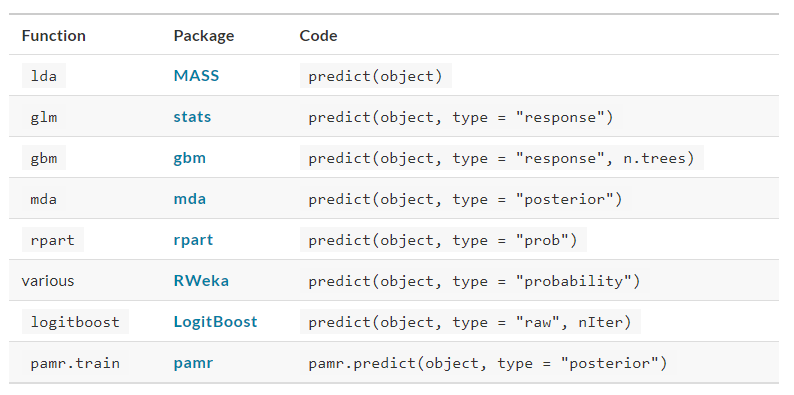 Function Package Code
lda MASS predict(object)
glm stats predict(object, type = "response")
gbm gbm predict(object, type = "response", n.trees)
mda mda predict(object, type = "posterior")
rpart rpart predict(object, type = "prob")
various RWeka predict(object, type = "probability")
logitboost LogitBoost predict(object, type = "raw", nIter)
pamr.train pamr pamr.predict(object, type = "posterior")